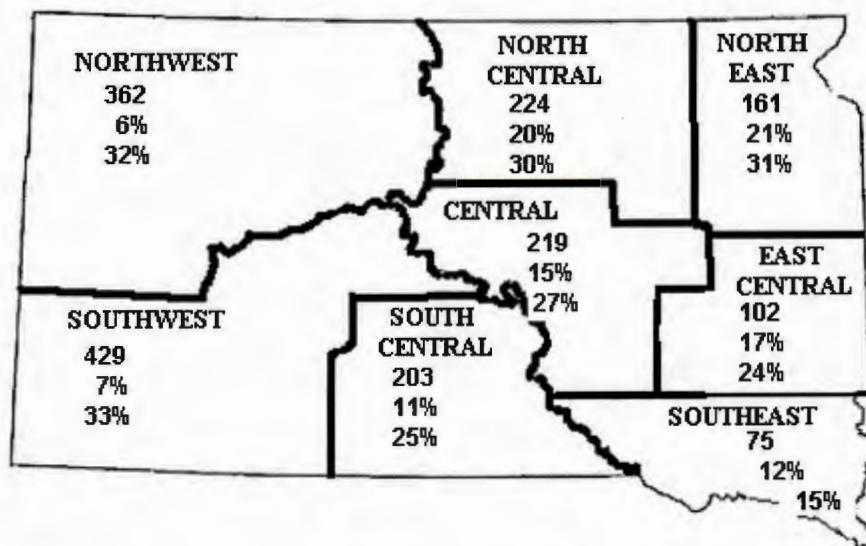 NORTHWEST
362
6%
32%
NORTH
CENTRAL
224
20%
30%
NORTH
EAST
161
21%
31%
CENTRAL
219
15%
27%
EAST
CENTRAL
102
17%
24%
SOUTHWEST
429
7%
33%
SOUTH
CENTRAL
203
11%
25%
SOUTHEAST
75
12%
15%